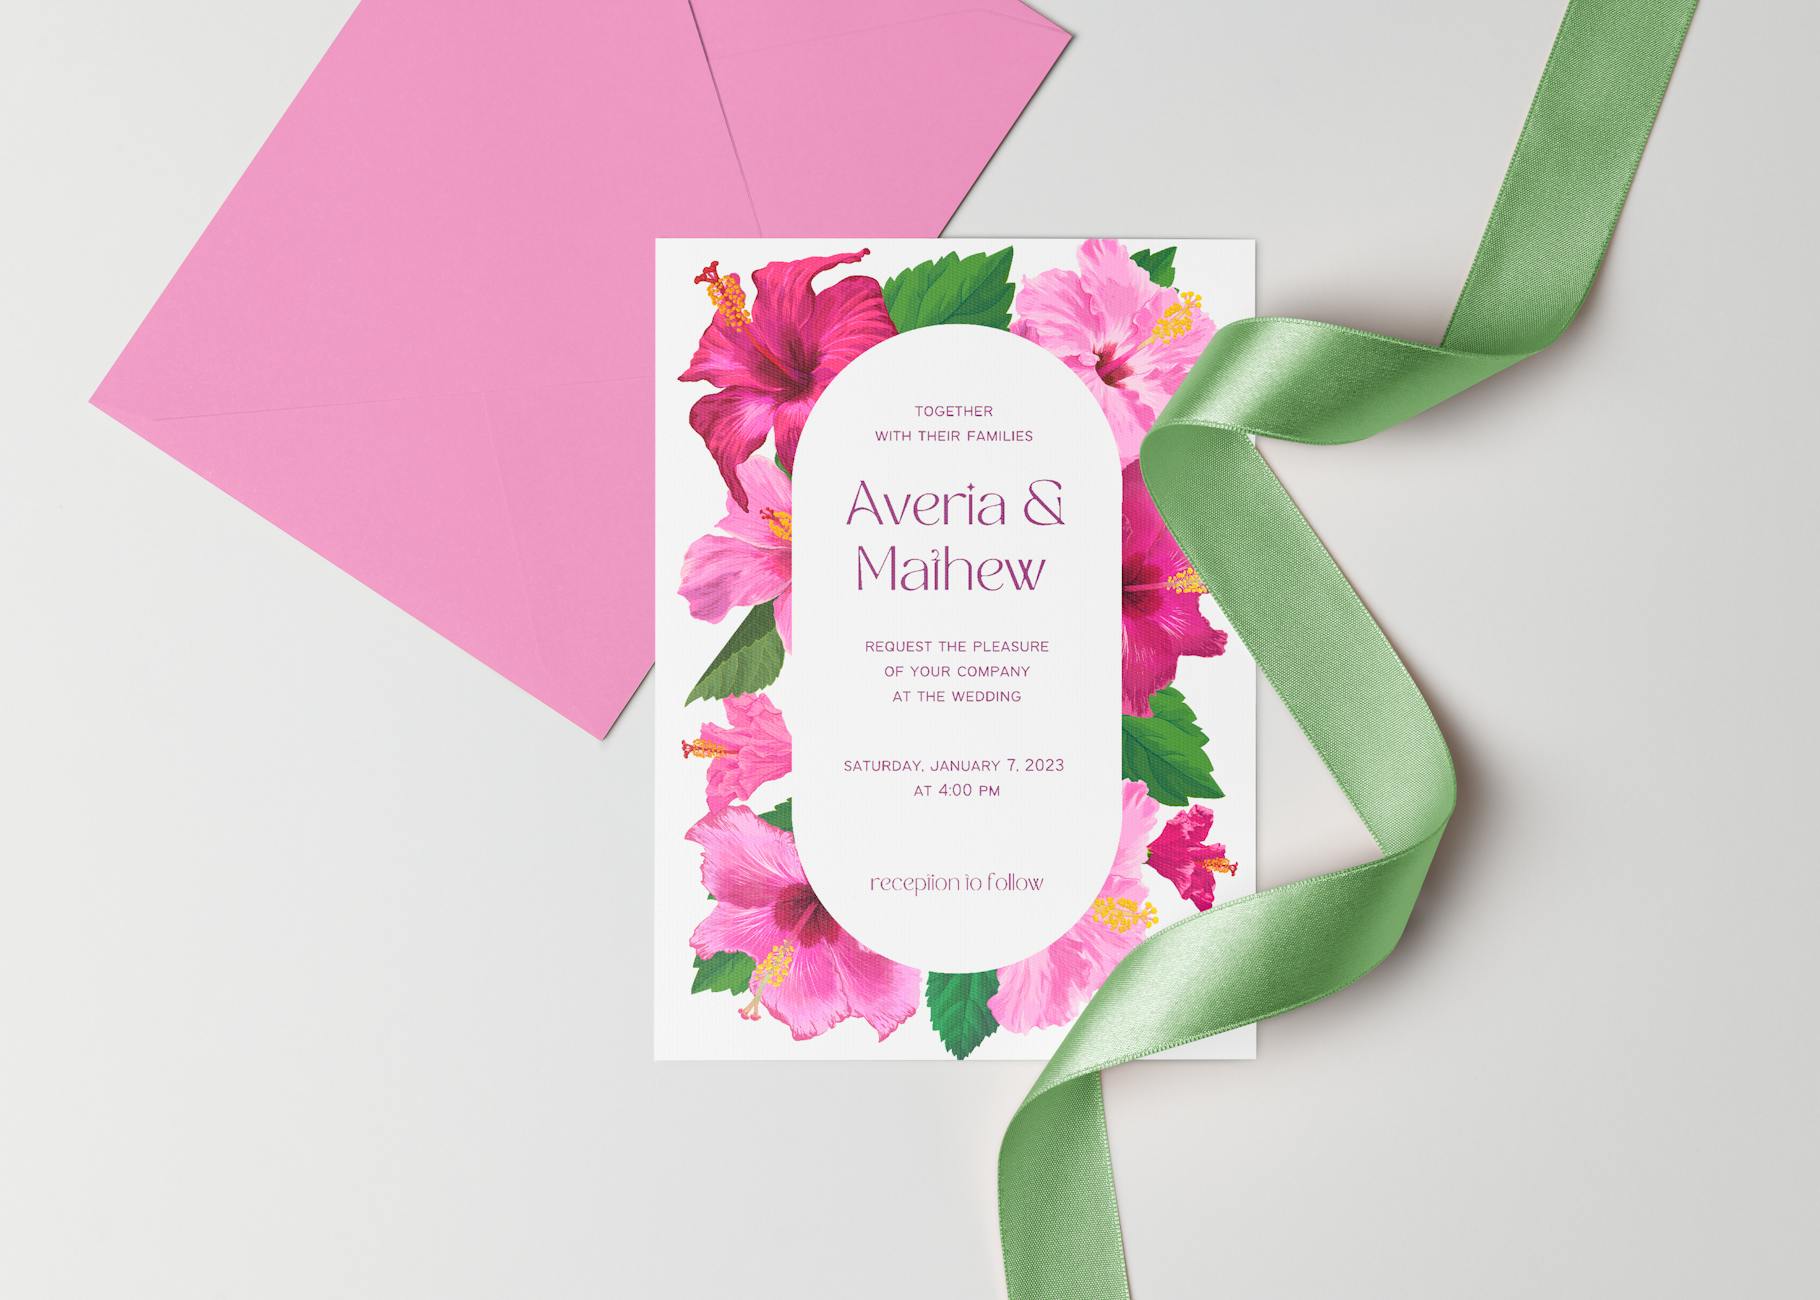 TOGETHER
WITH THEIR FAMILIES
Averia &
Mathew
REQUEST THE PLEASURE
OF YOUR COMPANY
AT THE WEDDING
SATURDAY, JANUARY 7, 2023
AT 4:00 PM
reception to follow